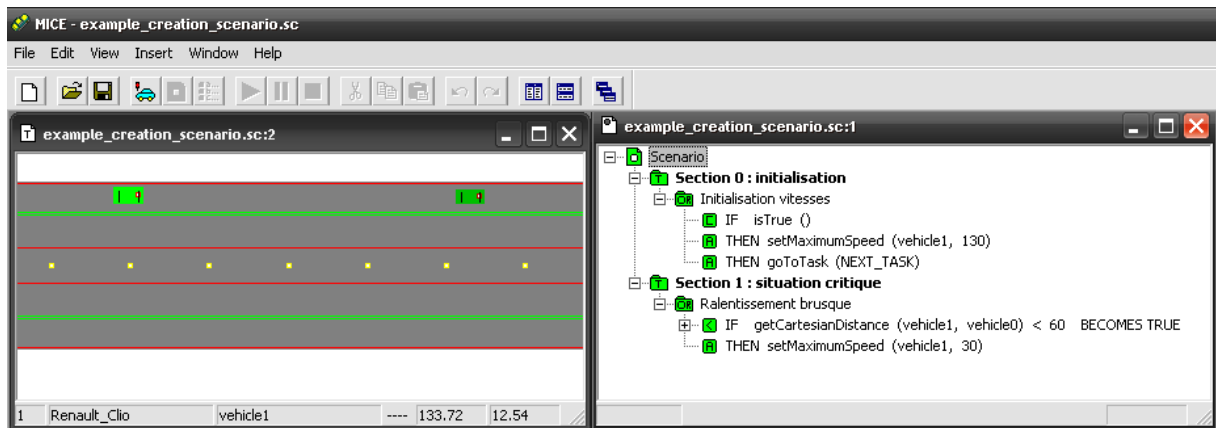 MICE - example_creation_scenario.sc
File Edit View Insert Window Help
example_creation_scenario.sc:2
1 Renault_Clio vehicle1 ---- 133.72 12.54
example_creation_scenario.sc:1
Scenario
T Section 0 : initialisation
OR Initialisation vitesses
C IF isTrue ()
A THEN setMaximumSpeed (vehicle1, 130)
A THEN goToTask (NEXT_TASK)
T Section 1 : situation critique
OR Ralentissement brusque
< IF getCartesianDistance (vehicle1, vehicle0) < 60 BECOMES TRUE
A THEN setMaximumSpeed (vehicle1, 30)